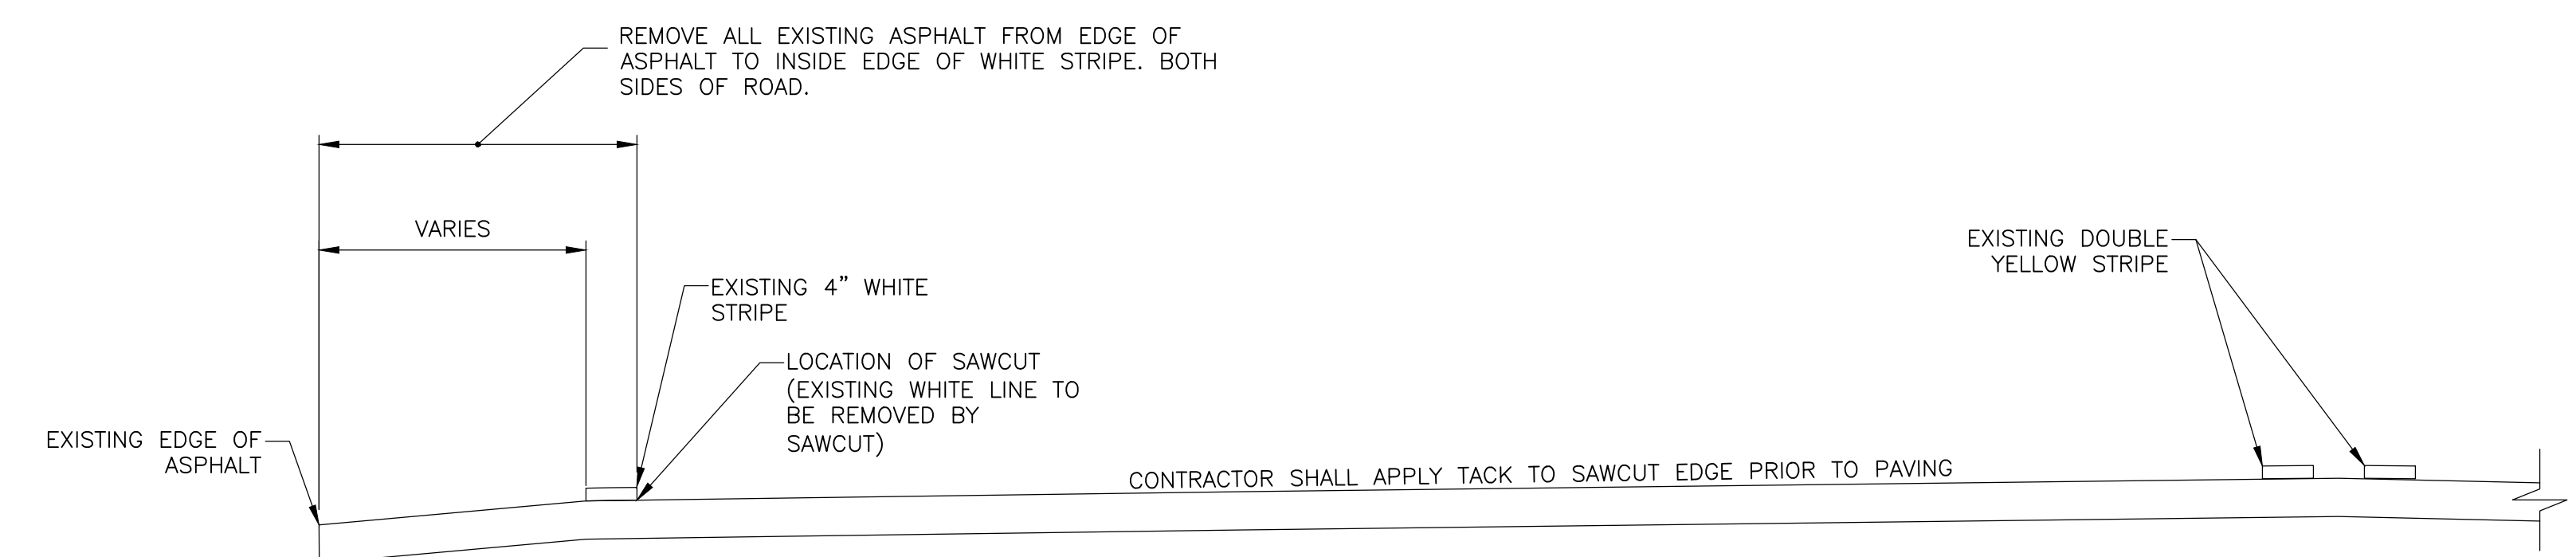 REMOVE ALL EXISTING ASPHALT FROM EDGE OF
ASPHALT TO INSIDE EDGE OF WHITE STRIPE. BOTH
SIDES OF ROAD.
VARIES
EXISTING DOUBLE
YELLOW STRIPE
EXISTING 4" WHITE
STRIPE
LOCATION OF SAWCUT
(EXISTING WHITE LINE TO
BE REMOVED BY
SAWCUT)
EXISTING EDGE OF
ASPHALT
CONTRACTOR SHALL APPLY TACK TO SAWCUT EDGE PRIOR TO PAVING